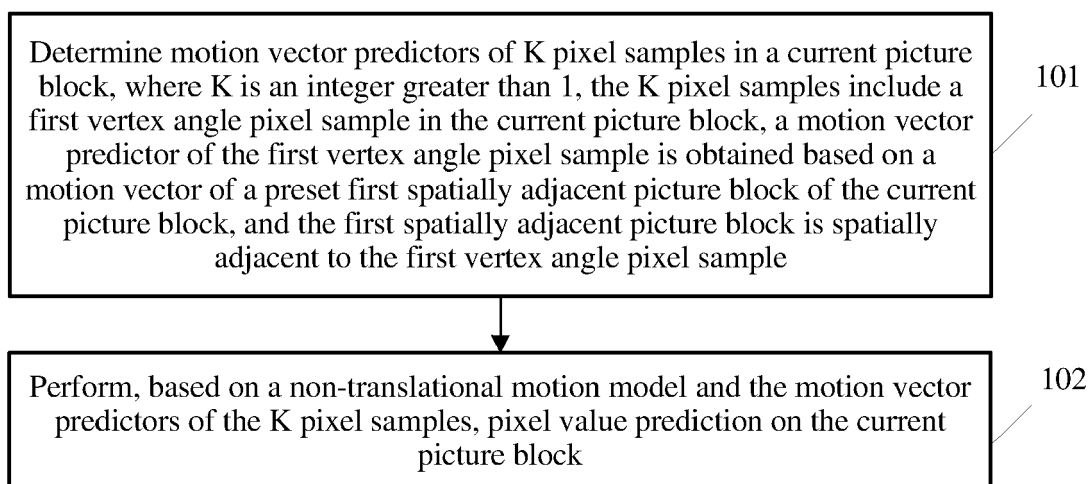 Determine motion vector predictors of K pixel samples in a current picture
block, where K is an integer greater than 1, the K pixel samples include a
first vertex angle pixel sample in the current picture block, a motion vector
predictor of the first vertex angle pixel sample is obtained based on a
motion vector of a preset first spatially adjacent picture block of the current
picture block, and the first spatially adjacent picture block is spatially
adjacent to the first vertex angle pixel sample
101
Perform, based on a non-translational motion model and the motion vector
predictors of the K pixel samples, pixel value prediction on the current
picture block
102